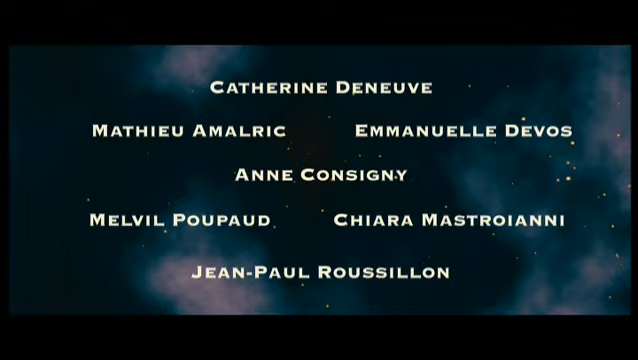 CATHERINE DENEUVE
MATHIEU AMALRIC EMMANUELLE DEVOS
ANNE CONSIGNY
MELVIL POUPAUD CHIARA MASTROIANNI
JEAN-PAUL ROUSSILLON